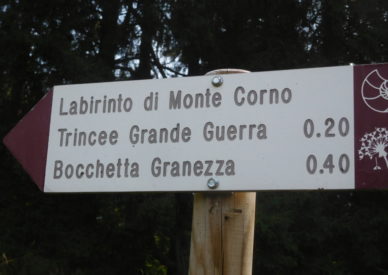 Labirinto di Monte Corno
Trincee Grande Guerra 0.20
Bocchetta Granezza 0.40